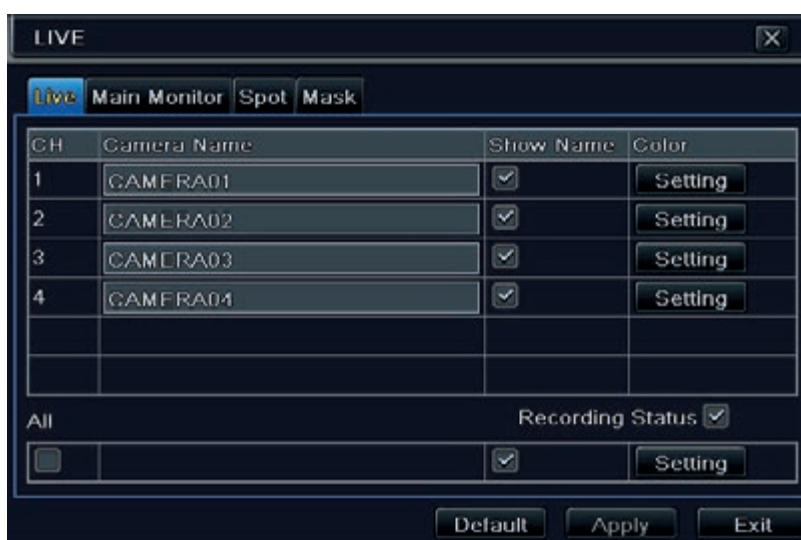 LIVE
Live Main Monitor Spot Mask
CH Camera Name Show Name Color
1 CAMERA01 Setting
2 CAMERA02 Setting
3 CAMERA03 Setting
4 CAMERA04 Setting
All Recording Status
Setting
Default Apply Exit